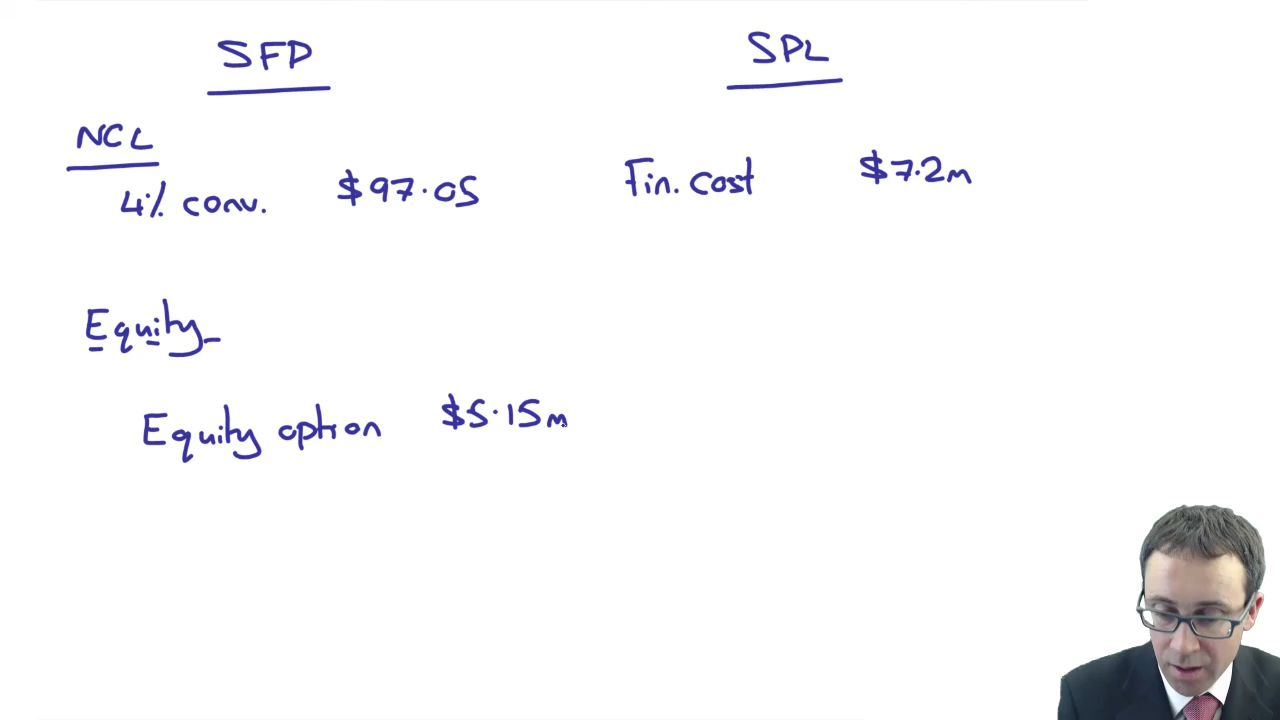 SFP
SPL
NCL
4% conv. $97.05
Fin. cost $7.2m
Equity
Equity option $5.15m